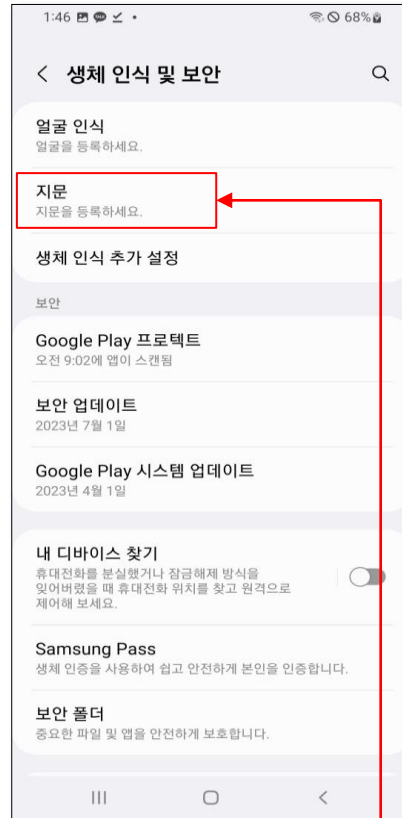 1:46
68%
생체 인식 및 보안
얼굴 인식
얼굴을 등록하세요.
지문
지문을 등록하세요.
생체 인식 추가 설정
보안
Google Play 프로텍트
오전 9:02에 앱이 스캔됨
보안 업데이트
2023년 7월 1일
Google Play 시스템 업데이트
2023년 4월 1일
내 디바이스 찾기
휴대전화를 분실했거나 잠금해제 방식을
잊어버렸을 때 휴대전화 위치를 찾고 원격으로
제어해 보세요.
Samsung Pass
생체 인증을 사용하여 쉽고 안전하게 본인을 인증합니다.
보안 폴더
중요한 파일 및 앱을 안전하게 보호합니다.